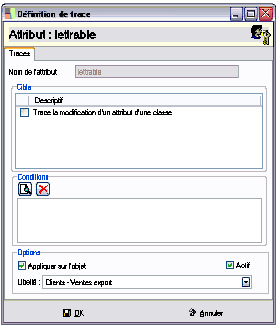 Définition de trace
Attribut : lettrable
Traces
Nom de l'attribut lettrable
Cible
Descriptif
Trace la modification d'un attribut d'une classe
Conditions
Options
Appliquer sur l'objet Actif
Libellé : Clients - Ventes export
OK Annuler